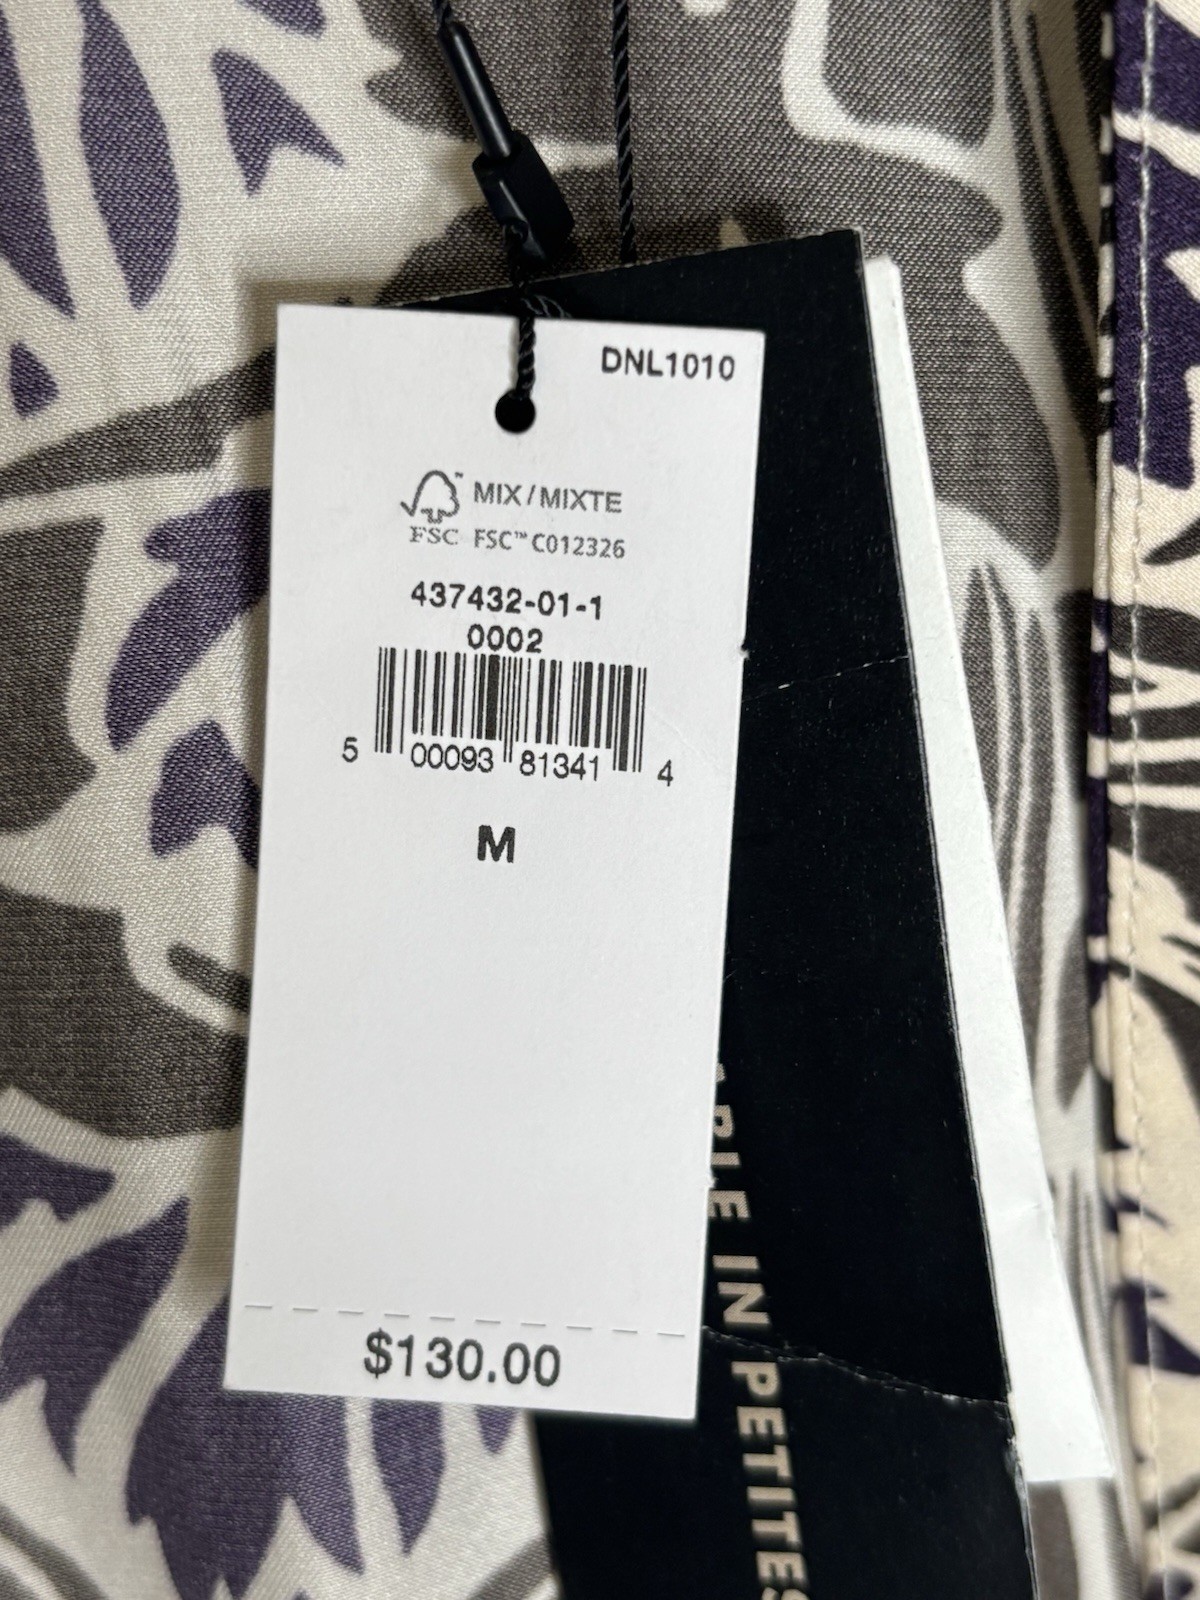 DNL1010
MIX/MIXTE
FSC FSC™ C012326
437432-01-1
0002
5 00093 81341 4
M
$130.00
IN PETITES